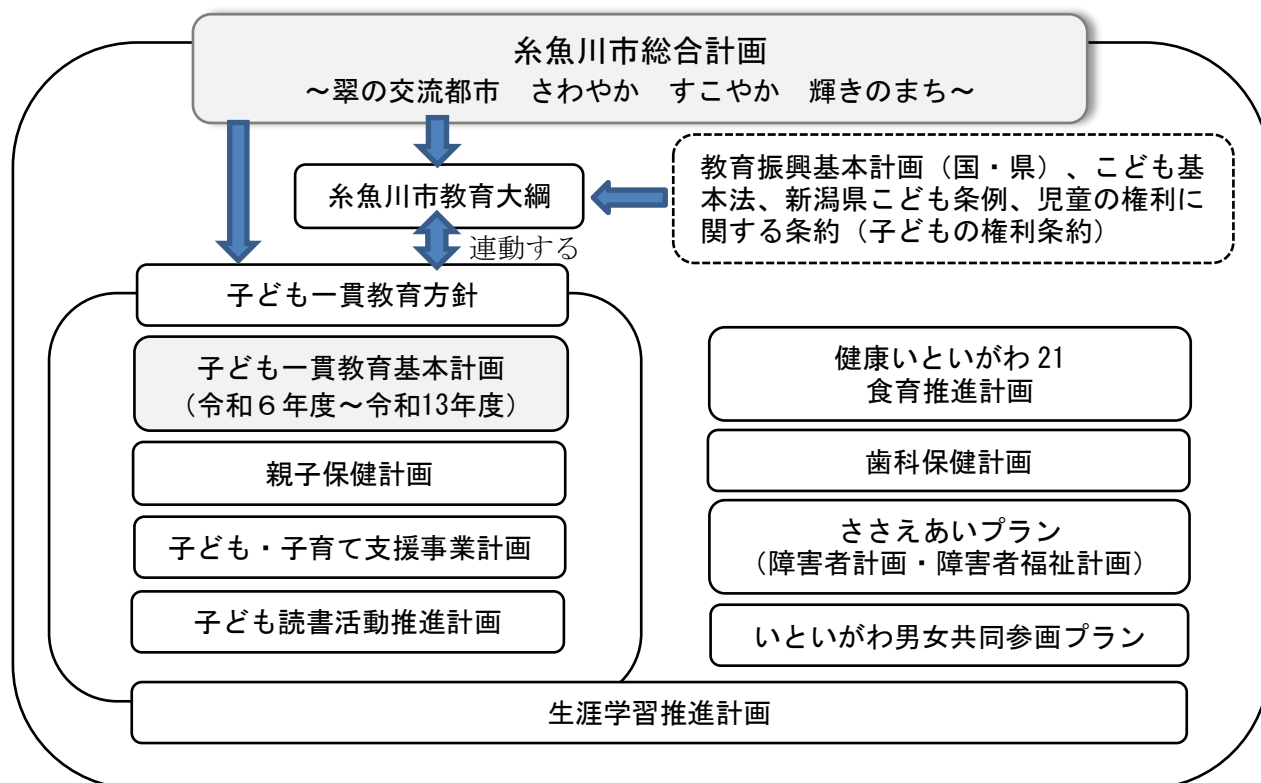 糸魚川市総合計画
～翠の交流都市　さわやか　すこやか　輝きのまち～
糸魚川市教育大綱
教育振興基本計画（国・県）、こども基
本法、新潟県こども条例、児童の権利に
関する条約（子どもの権利条約）
連動する
子ども一貫教育方針
子ども一貫教育基本計画
（令和６年度～令和13年度）
親子保健計画
子ども・子育て支援事業計画
子ども読書活動推進計画
健康いといがわ 21
食育推進計画
歯科保健計画
ささえあいプラン
（障害者計画・障害者福祉計画）
いといがわ男女共同参画プラン
生涯学習推進計画